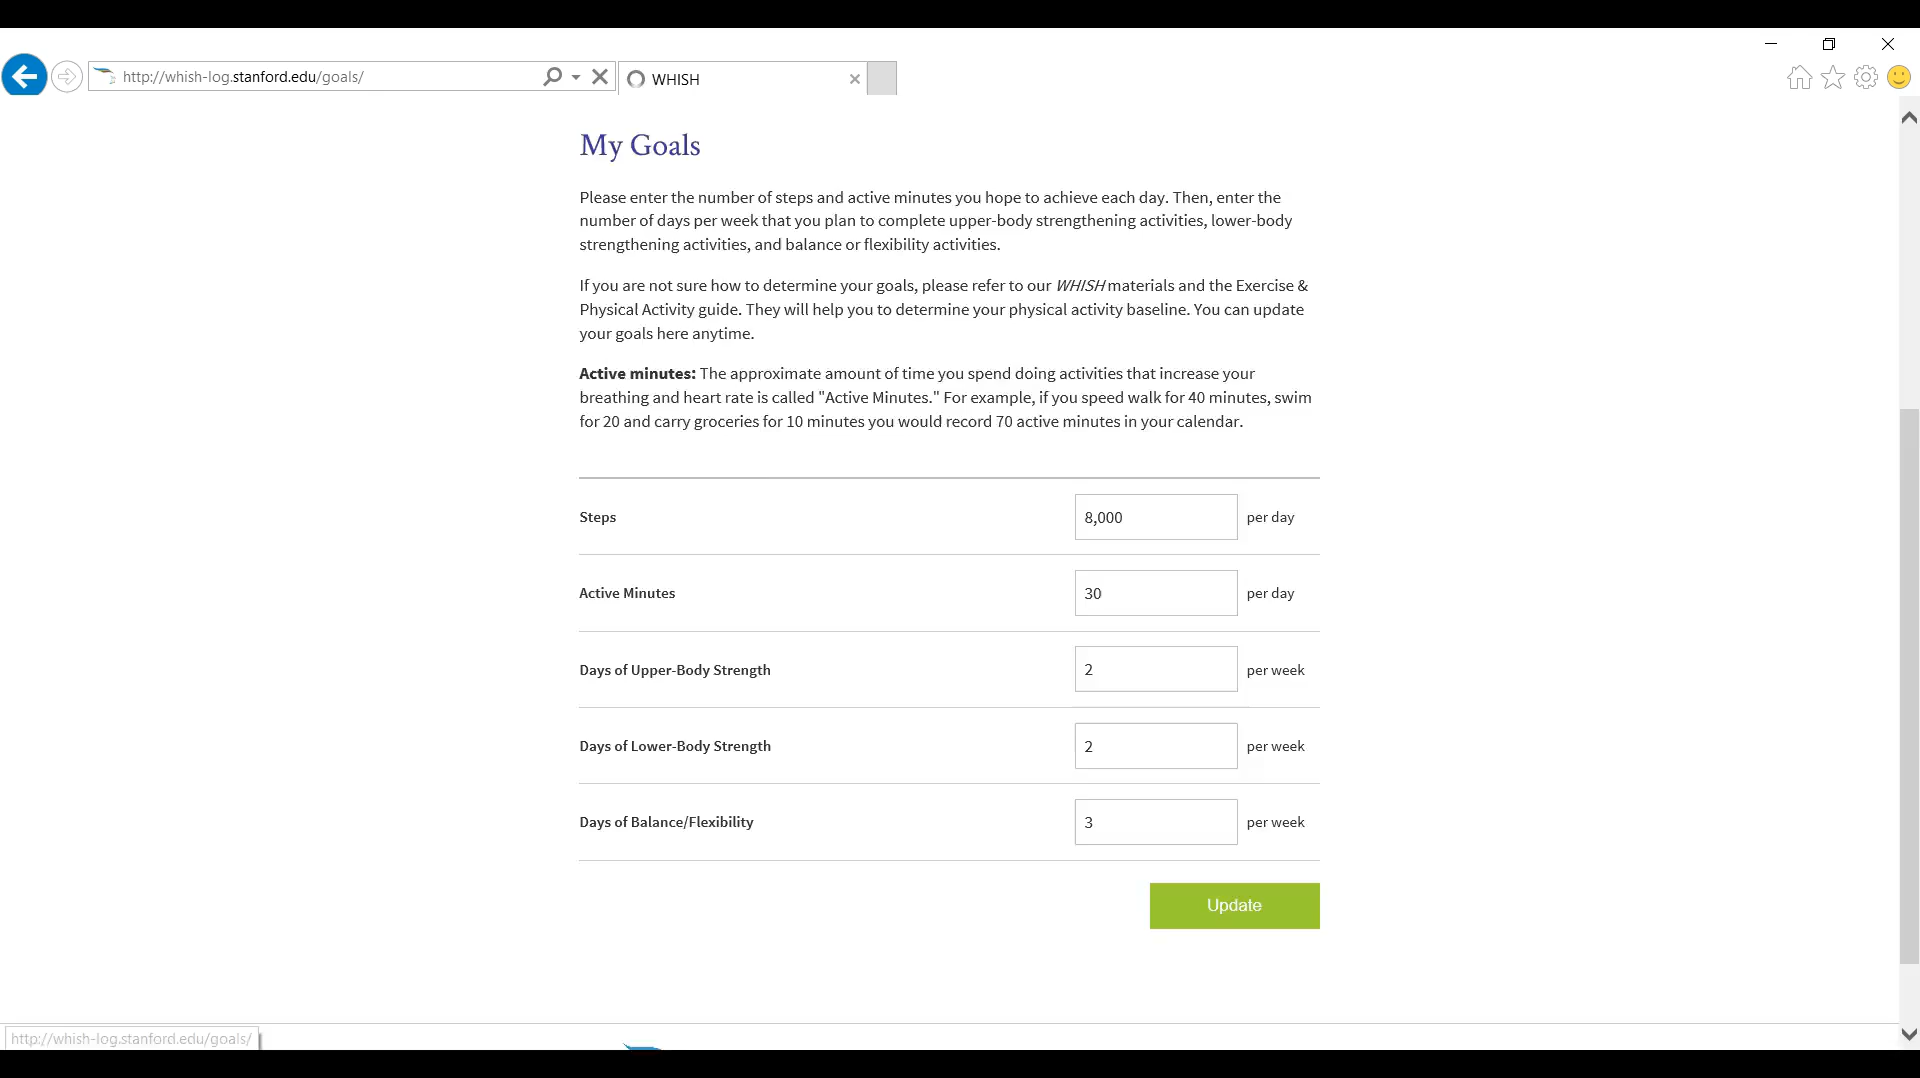 http://whish-log.stanford.edu/goals/
WHISH
My Goals
Please enter the number of steps and active minutes you hope to achieve each day. Then, enter the
number of days per week that you plan to complete upper-body strengthening activities, lower-body
strengthening activities, and balance or flexibility activities.
If you are not sure how to determine your goals, please refer to our WHISH materials and the Exercise &
Physical Activity guide. They will help you to determine your physical activity baseline. You can update
your goals here anytime.
Active minutes: The approximate amount of time you spend doing activities that increase your
breathing and heart rate is called "Active Minutes." For example, if you speed walk for 40 minutes, swim
for 20 and carry groceries for 10 minutes you would record 70 active minutes in your calendar.
Steps 8,000 per day
Active Minutes 30 per day
Days of Upper-Body Strength 2 per week
Days of Lower-Body Strength 2 per week
Days of Balance/Flexibility 3 per week
Update
http://whish-log.stanford.edu/goals/